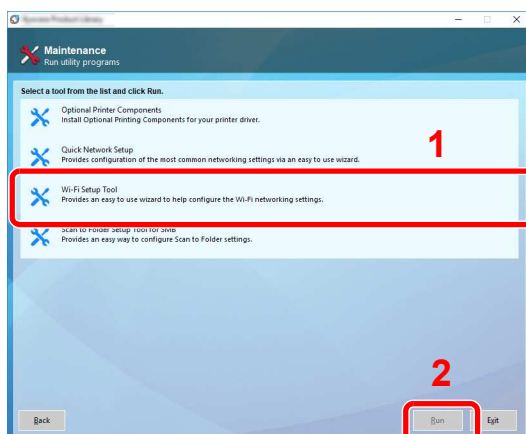 Maintenance
Run utility programs
Select a tool from the list and click Run.
Optional Printer Components
Install Optional Printing Components for your printer driver.
1
Quick Network Setup
Provides configuration of the most common networking settings via an easy to use wizard.
Wi-Fi Setup Tool
Provides an easy to use wizard to help configure the Wi-Fi networking settings.
Scan to Folder Setup Tool for SMB
Provides an easy way to configure Scan to Folder settings.
2
Back
Run
Exit